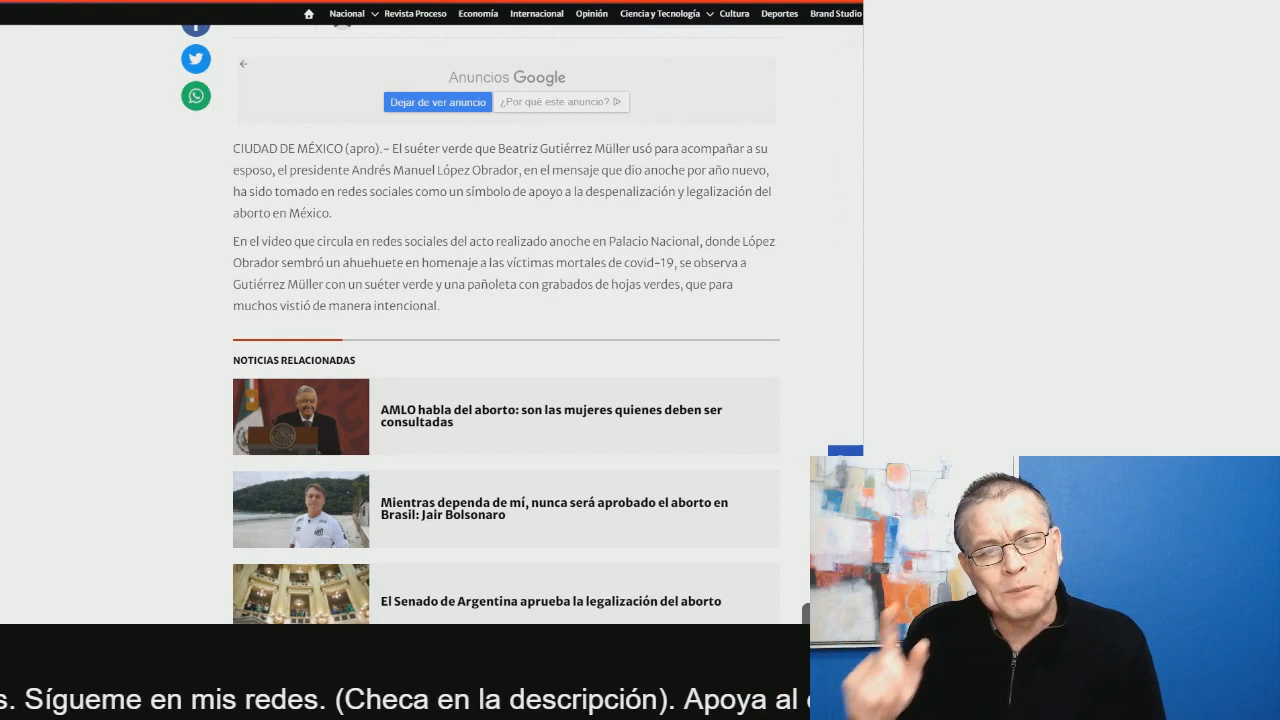 Nacional Revista Proceso Economía Internacional Opinión Ciencia y Tecnología Cultura Deportes Brand Studio
Anuncios Google
Dejar de ver anuncio ¿Por qué este anuncio?
CIUDAD DE MÉXICO (apro).– El suéter verde que Beatriz Gutiérrez Müller usó para acompañar a su
esposo, el presidente Andrés Manuel López Obrador, en el mensaje que dio anoche por año nuevo,
ha sido tomado en redes sociales como un símbolo de apoyo a la despenalización y legalización del
aborto en México.
En el video que circula en redes sociales del acto realizado anoche en Palacio Nacional, donde López
Obrador sembró un ahuehuete en homenaje a las víctimas mortales de covid-19, se observa a
Gutiérrez Müller con un suéter verde y una pañoleta con grabados de hojas verdes, que para
muchos vistió de manera intencional.
NOTICIAS RELACIONADAS
AMLO habla del aborto: son las mujeres quienes deben ser
consultadas
Mientras dependa de mí, nunca será aprobado el aborto en
Brasil: Jair Bolsonaro
El Senado de Argentina aprueba la legalización del aborto
s. Sígueme en mis redes. (Checa en la descripción). Apoya al